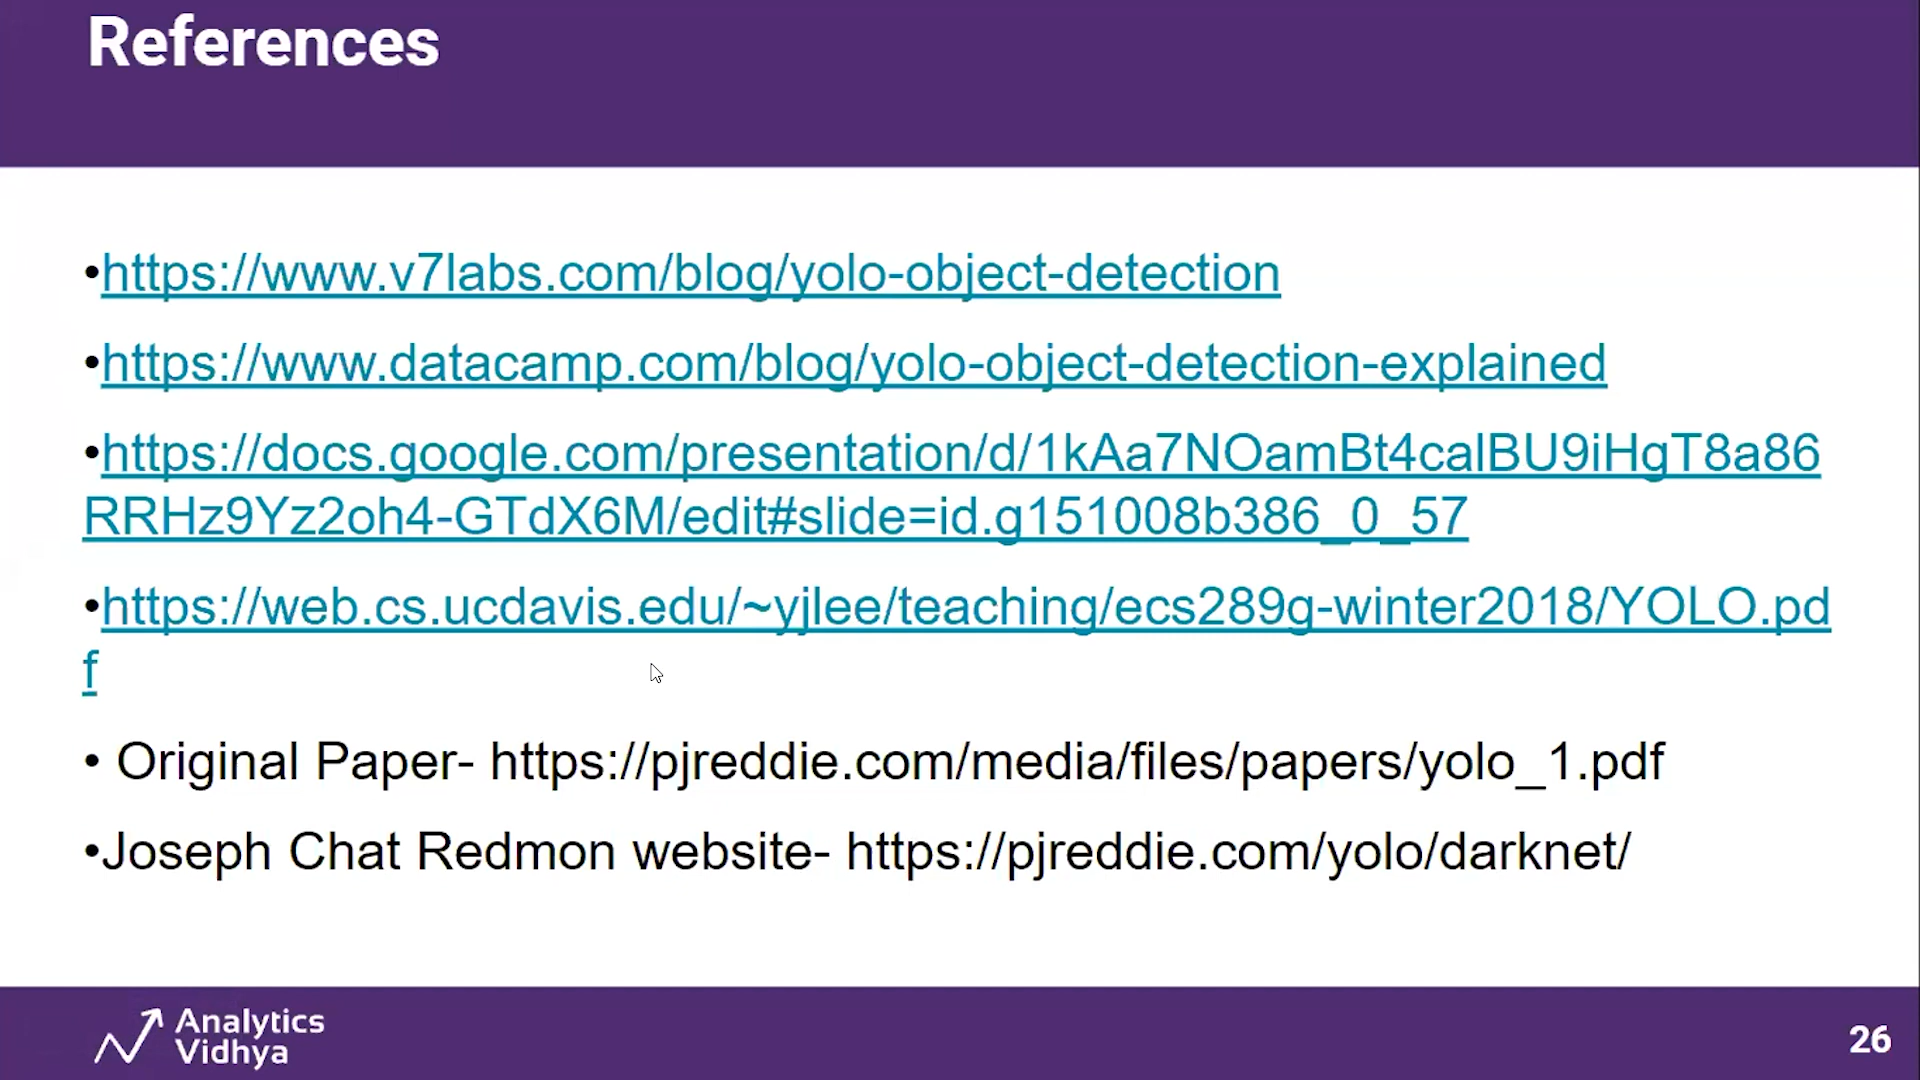 References
•https://www.v7labs.com/blog/yolo-object-detection
•https://www.datacamp.com/blog/yolo-object-detection-explained
•https://docs.google.com/presentation/d/1kAa7NOamBt4calBU9iHgT8a86
RRHz9Yz2oh4-GTdX6M/edit#slide=id.g151008b386_0_57
•https://web.cs.ucdavis.edu/~yjlee/teaching/ecs289g-winter2018/YOLO.pd
f
• Original Paper- https://pjreddie.com/media/files/papers/yolo_1.pdf
•Joseph Chat Redmon website- https://pjreddie.com/yolo/darknet/
Analytics
Vidhya
26